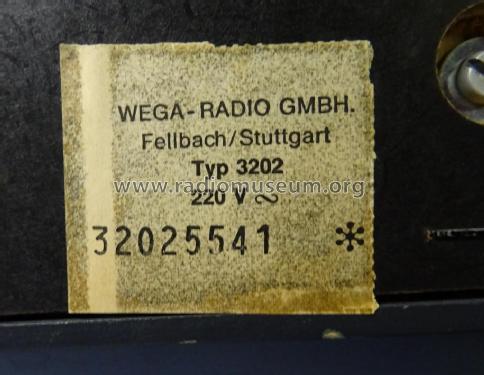 WEGA-RADIO GMBH.
Fellbach/Stuttgart
Typ 3202
www.radiomuseum.org
220 V ~
32025541 *